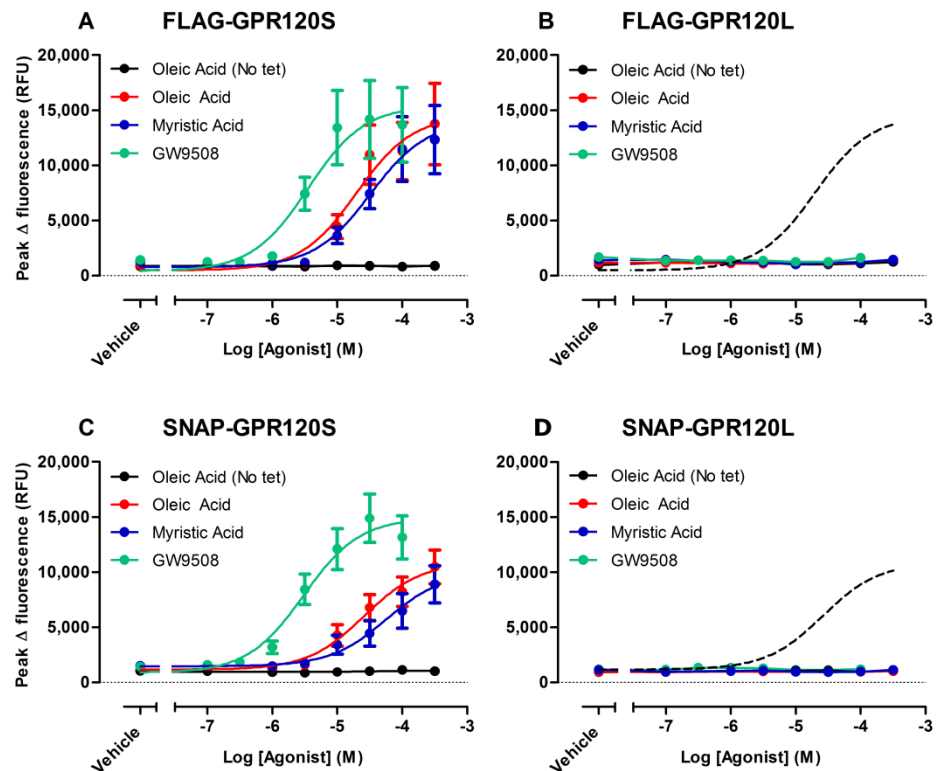 A FLAG-GPR120S
Peak Δ fluorescence (RFU)
20,000
15,000
10,000
5,000
0
Oleic Acid (No tet)
Oleic Acid
Myristic Acid
GW9508
Vehicle
-7 -6 -5 -4 -3
Log [Agonist] (M)
B FLAG-GPR120L
20,000
15,000
10,000
5,000
0
Oleic Acid (No tet)
Oleic Acid
Myristic Acid
GW9508
Vehicle
-7 -6 -5 -4 -3
Log [Agonist] (M)
C SNAP-GPR120S
Peak Δ fluorescence (RFU)
20,000
15,000
10,000
5,000
0
Oleic Acid (No tet)
Oleic Acid
Myristic Acid
GW9508
Vehicle
-7 -6 -5 -4 -3
Log [Agonist] (M)
D SNAP-GPR120L
20,000
15,000
10,000
5,000
0
Oleic Acid (No tet)
Oleic Acid
Myristic Acid
GW9508
Vehicle
-7 -6 -5 -4 -3
Log [Agonist] (M)